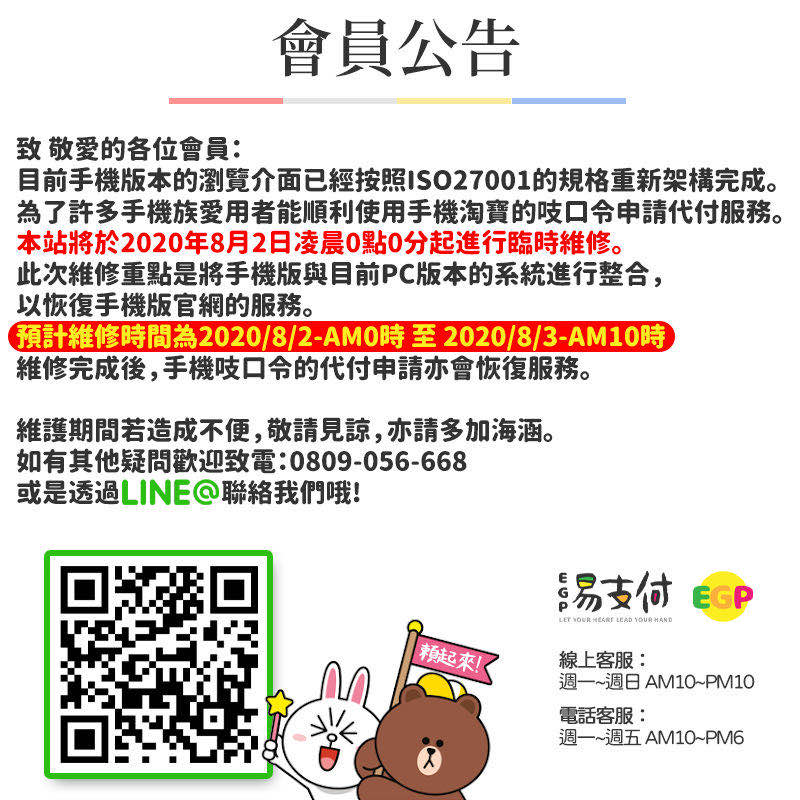 會員公告
致 敬愛的各位會員：
目前手機版本的瀏覽介面已經按照ISO27001的規格重新架構完成。
為了許多手機族愛用者能順利使用手機淘寶的吱口令申請代付服務。
本站將於2020年8月2日凌晨0點0分起進行臨時維修。
此次維修重點是將手機版與目前PC版本的系統進行整合，
以恢復手機版官網的服務。
預計維修時間為2020/8/2-AM0時 至 2020/8/3-AM10時
維修完成後，手機吱口令的代付申請亦會恢復服務。
維護期間若造成不便，敬請見諒，亦請多加海涵。
如有其他疑問歡迎致電：0809-056-668
或是透過LINE@聯絡我們哦!
賴起來!
EGP 易支付 EGP
LET YOUR HEART LEAD YOUR HAND
線上客服：
週一~週日 AM10~PM10
電話客服：
週一~週五 AM10~PM6